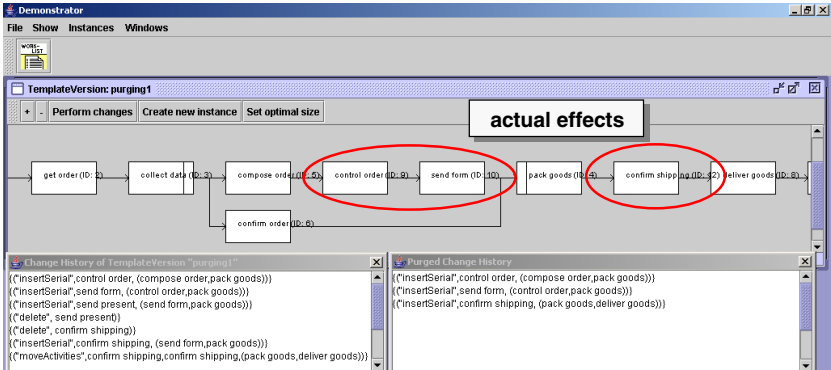 Demonstrator
File Show Instances Windows
WORK-
LIST
TemplateVersion: purging1
+ - Perform changes Create new instance Set optimal size
actual effects
get order (ID: 2) collect data (ID: 3) compose order (ID: 5) control order (ID: 9) send form (ID: 10) pack goods (ID: 4) confirm shipping (ID: 12) deliver goods (ID: 8)
confirm order (ID: 6)
Change History of TemplateVersion "purging1"
{("insertSerial",control order, (compose order,pack goods))}
{("insertSerial",send form, (control order,pack goods))}
{("insertSerial",send present, (send form,pack goods))}
{("delete", send present)}
{("delete", confirm shipping)}
{("insertSerial",confirm shipping, (send form,pack goods))}
{("moveActivities",confirm shipping,confirm shipping,(pack goods,deliver goods))}
Purged Change History
{("insertSerial",control order, (compose order,pack goods))}
{("insertSerial",send form, (control order,pack goods))}
{("insertSerial",confirm shipping, (pack goods,deliver goods))}